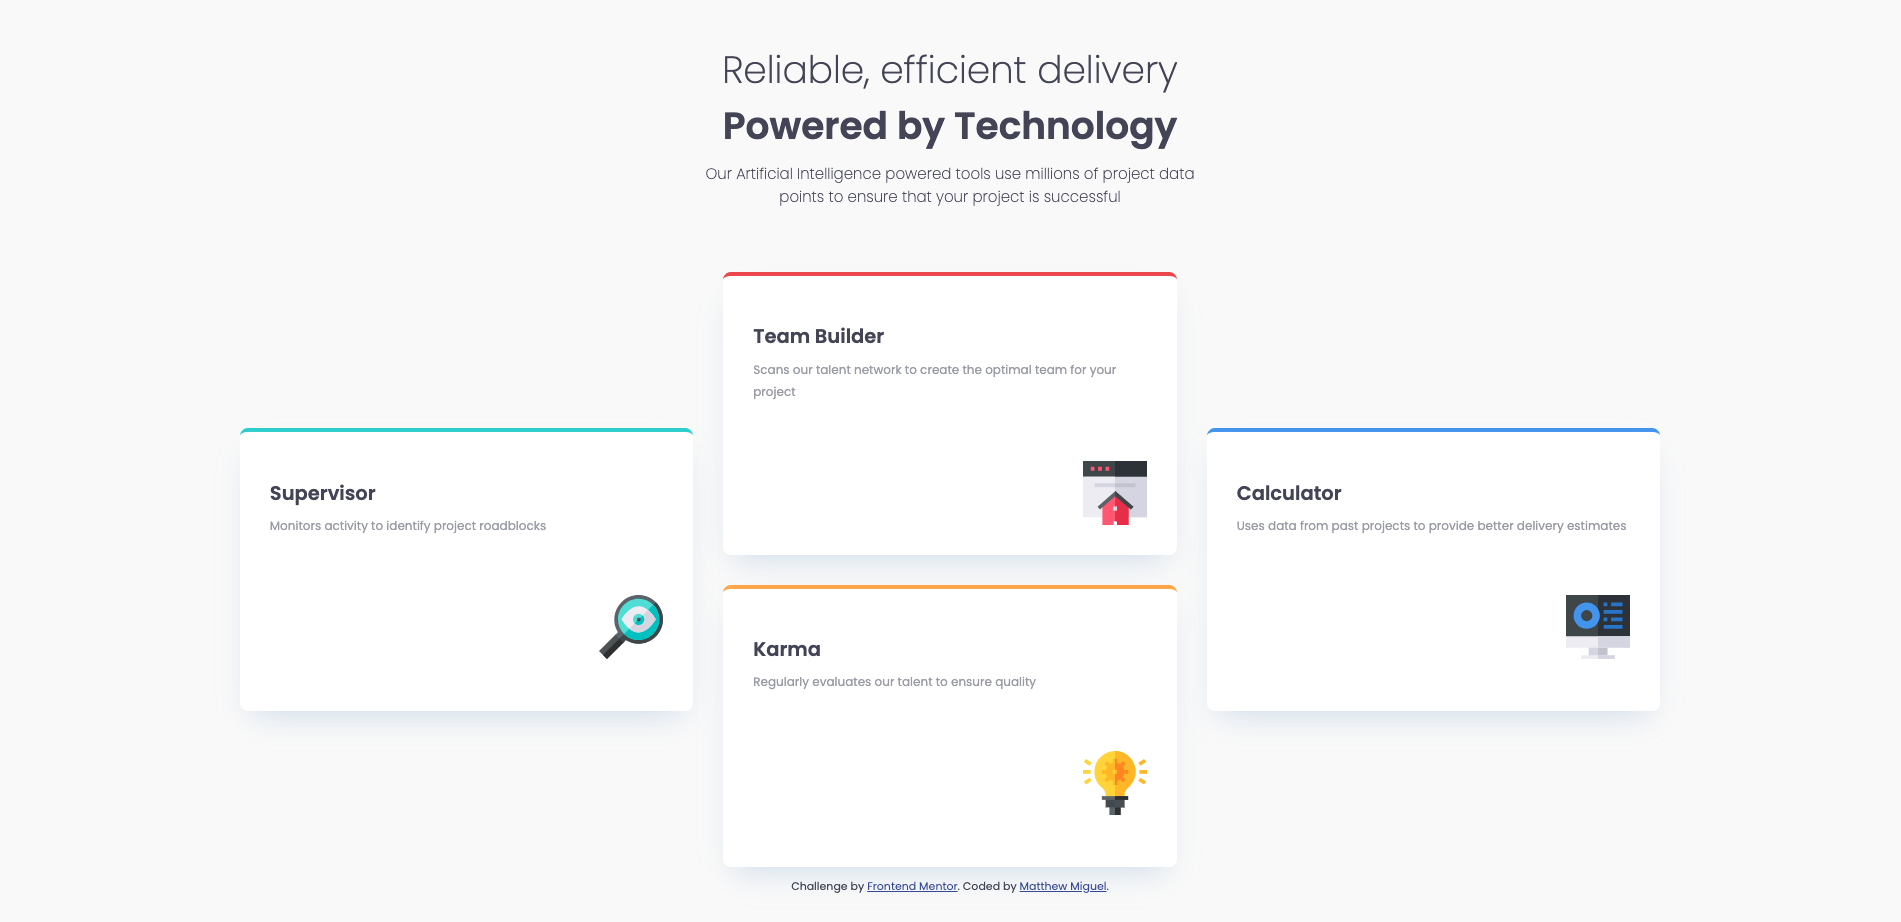 Reliable, efficient delivery
Powered by Technology
Our Artificial Intelligence powered tools use millions of project data
points to ensure that your project is successful
Team Builder
Scans our talent network to create the optimal team for your
project
Supervisor
Monitors activity to identify project roadblocks
Calculator
Uses data from past projects to provide better delivery estimates
Karma
Regularly evaluates our talent to ensure quality
Challenge by Frontend Mentor. Coded by Matthew Miguel.